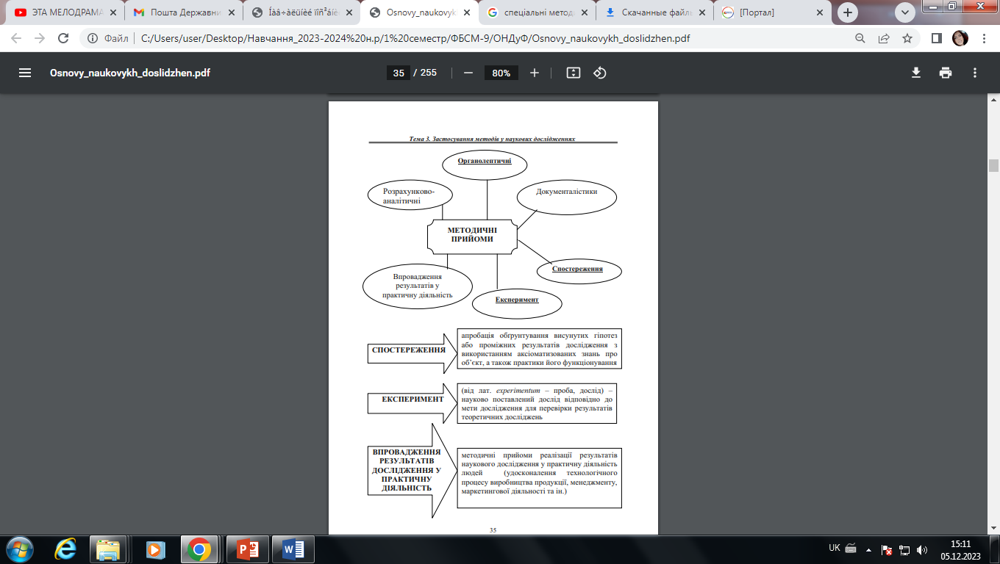 ЭТА МЕЛОДРАМА
Пошта Державни
Íàâ÷àëüíèé ïîñ³áíè
Osnovy_naukovyk
спеціальні метод
Скачанные файль
[Портал]
Файл
C:/Users/user/Desktop/Навчання_2023-2024%20н.р/1%20семестр/ФБСМ-9/ОНДуФ/Osnovy_naukovykh_doslidzhen.pdf
Osnovy_naukovykh_doslidzhen.pdf
35 / 255
80%
Тема 3. Застосування методів у наукових дослідженнях
Органолептичні
Розрахунково-
аналітичні
Документалістики
МЕТОДИЧНІ
ПРИЙОМИ
Спостереження
Впровадження
результатів у
практичну діяльність
Експеримент
СПОСТЕРЕЖЕННЯ
апробація обґрунтування висунутих гіпотез
або проміжних результатів дослідження з
використанням аксіоматизованих знань про
об’єкт, а також практики його функціонування
ЕКСПЕРИМЕНТ
(від лат. experimentum – проба, дослід) –
науково поставлений дослід відповідно до
мети дослідження для перевірки результатів
теоретичних досліджень
ВПРОВАДЖЕННЯ
РЕЗУЛЬТАТІВ
ДОСЛІДЖЕННЯ У
ПРАКТИЧНУ
ДІЯЛЬНІСТЬ
методичні прийоми реалізації результатів
наукового дослідження у практичну діяльність
людей (удосконалення технологічного
процесу виробництва продукції, менеджменту,
маркетингової діяльності та ін.)
35
UK
15:11
05.12.2023